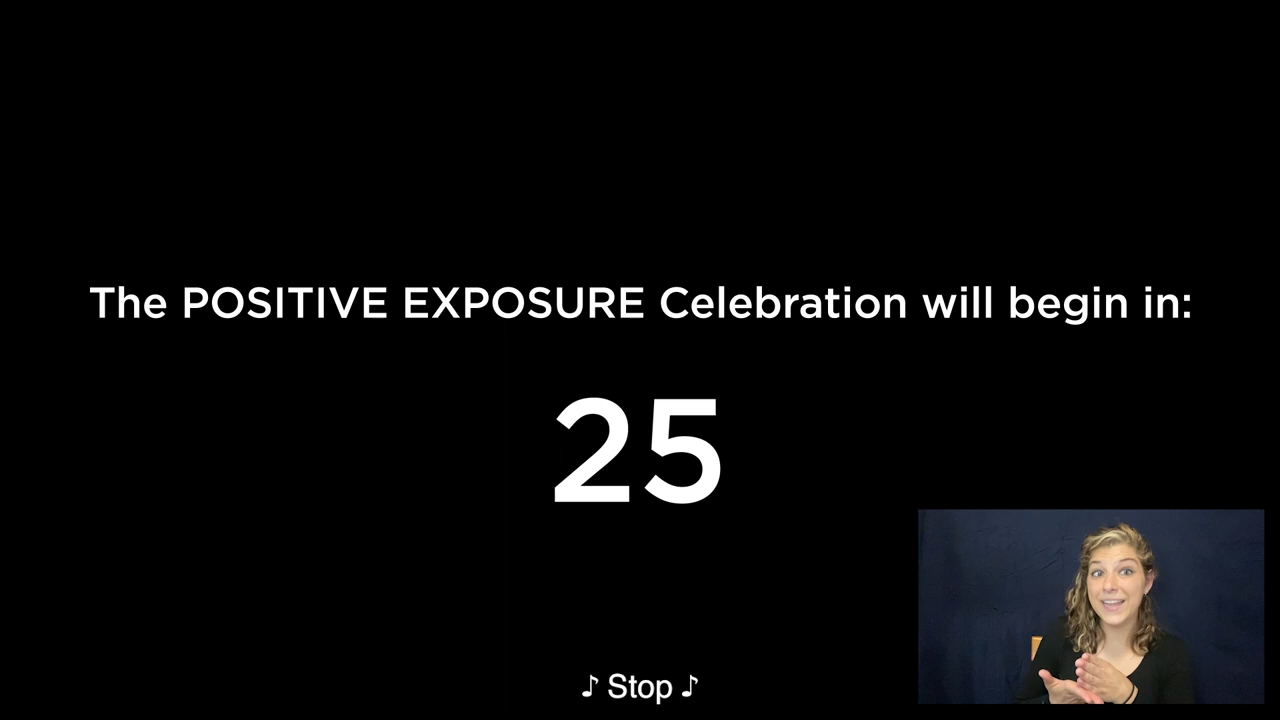 The POSITIVE EXPOSURE Celebration will begin in:
25
♪ Stop ♪